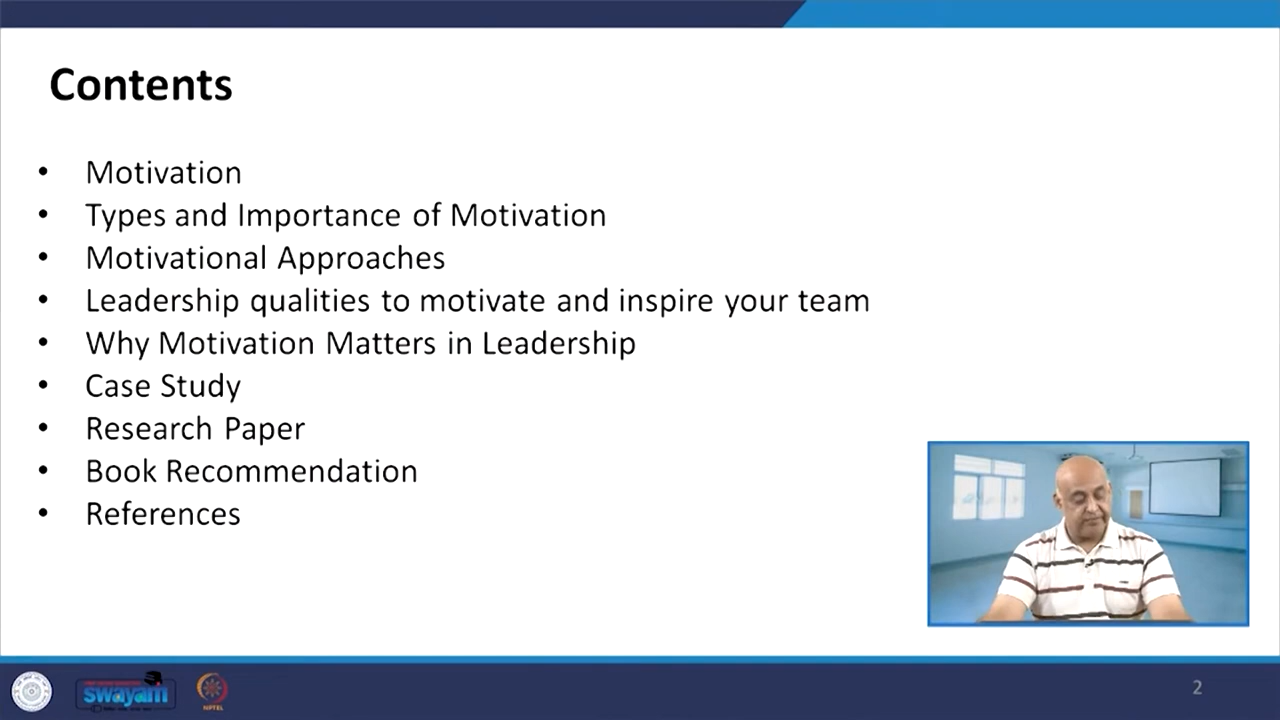 Contents
• Motivation
• Types and Importance of Motivation
• Motivational Approaches
• Leadership qualities to motivate and inspire your team
• Why Motivation Matters in Leadership
• Case Study
• Research Paper
• Book Recommendation
• References
swayam
NPTEL
2